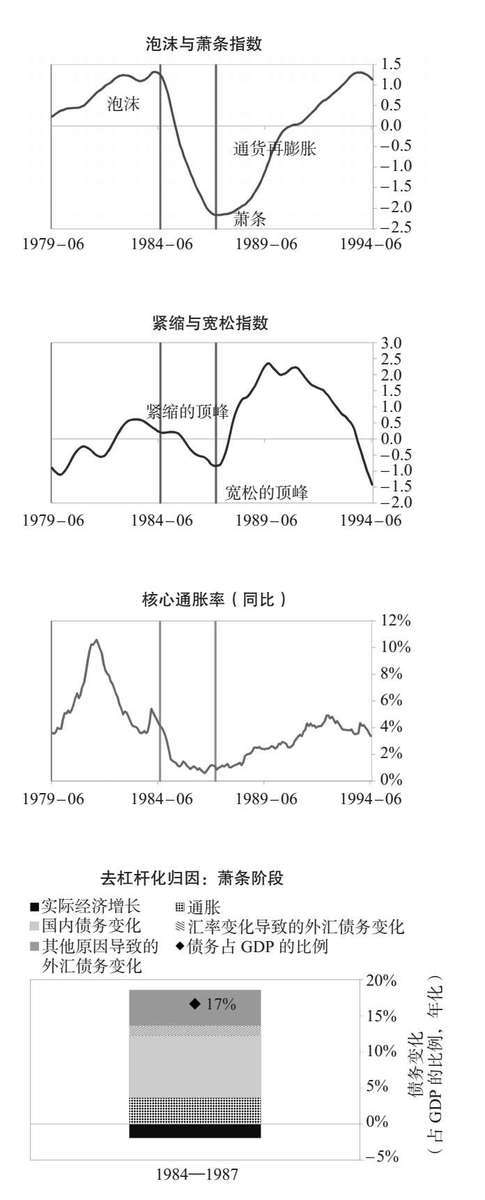 泡沫与萧条指数
1.5
1.0
0.5
0.0
−0.5
−1.0
−1.5
−2.0
−2.5
泡沫
通货再膨胀
萧条
1979−06 1984−06 1989−06 1994−06
紧缩与宽松指数
3.0
2.5
2.0
1.5
1.0
0.5
0.0
−0.5
−1.0
−1.5
−2.0
紧缩的顶峰
宽松的顶峰
1979−06 1984−06 1989−06 1994−06
核心通胀率（同比）
12%
10%
8%
6%
4%
2%
0%
1979−06 1984−06 1989−06 1994−06
去杠杆化归因：萧条阶段
实际经济增长 通胀
国内债务变化 汇率变化导致的外汇债务变化
其他原因导致的 债务占 GDP 的比例
外汇债务变化
20%
15%
10%
5%
0%
−5%
17%
债务变化
（占 GDP 的比例，年化）
1984—1987